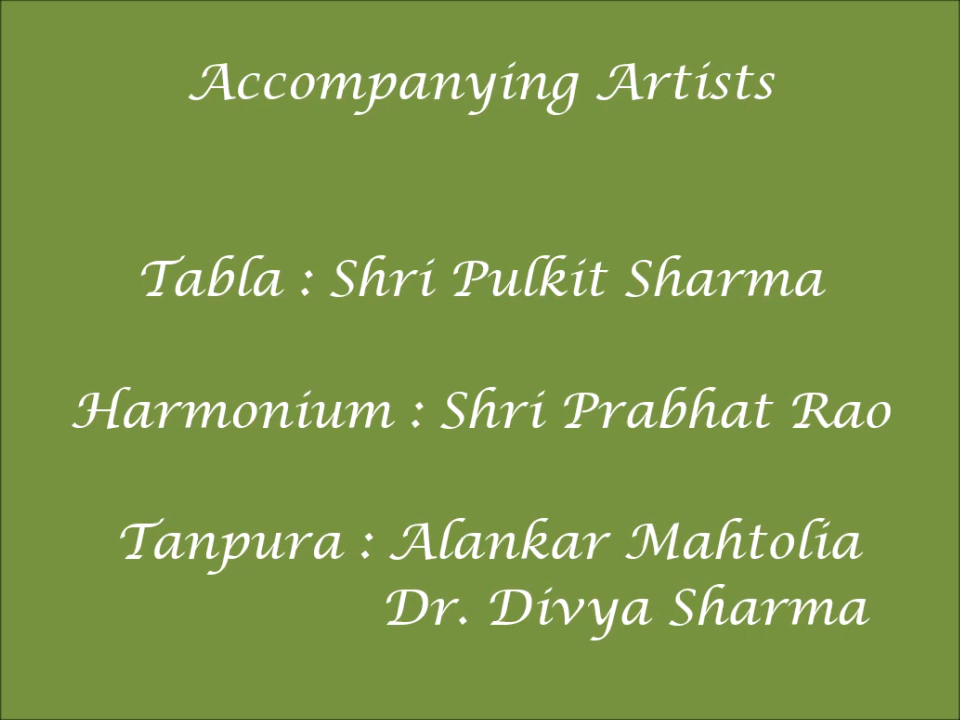 Accompanying Artists
Tabla : Shri Pulkit Sharma
Harmonium : Shri Prabhat Rao
Tanpura : Alankar Mahtolia
Dr. Divya Sharma